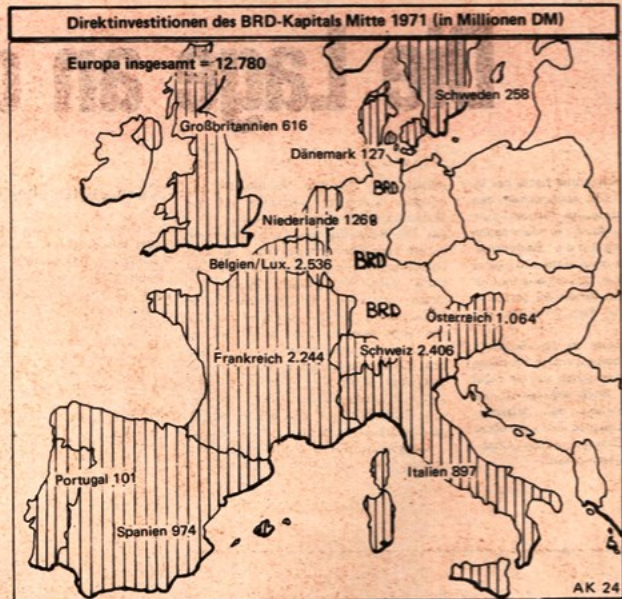 Direktinvestitionen des BRD-Kapitals Mitte 1971 (in Millionen DM)
Europa insgesamt = 12.780
Schweden 258
Großbritannien 616
Dänemark 127
BRD
Niederlande 1268
Belgien/Lux. 2.536
BRD
BRD
Österreich 1.064
Frankreich 2.244
Schweiz 2.406
Italien 897
Portugal 101
Spanien 974
AK 24